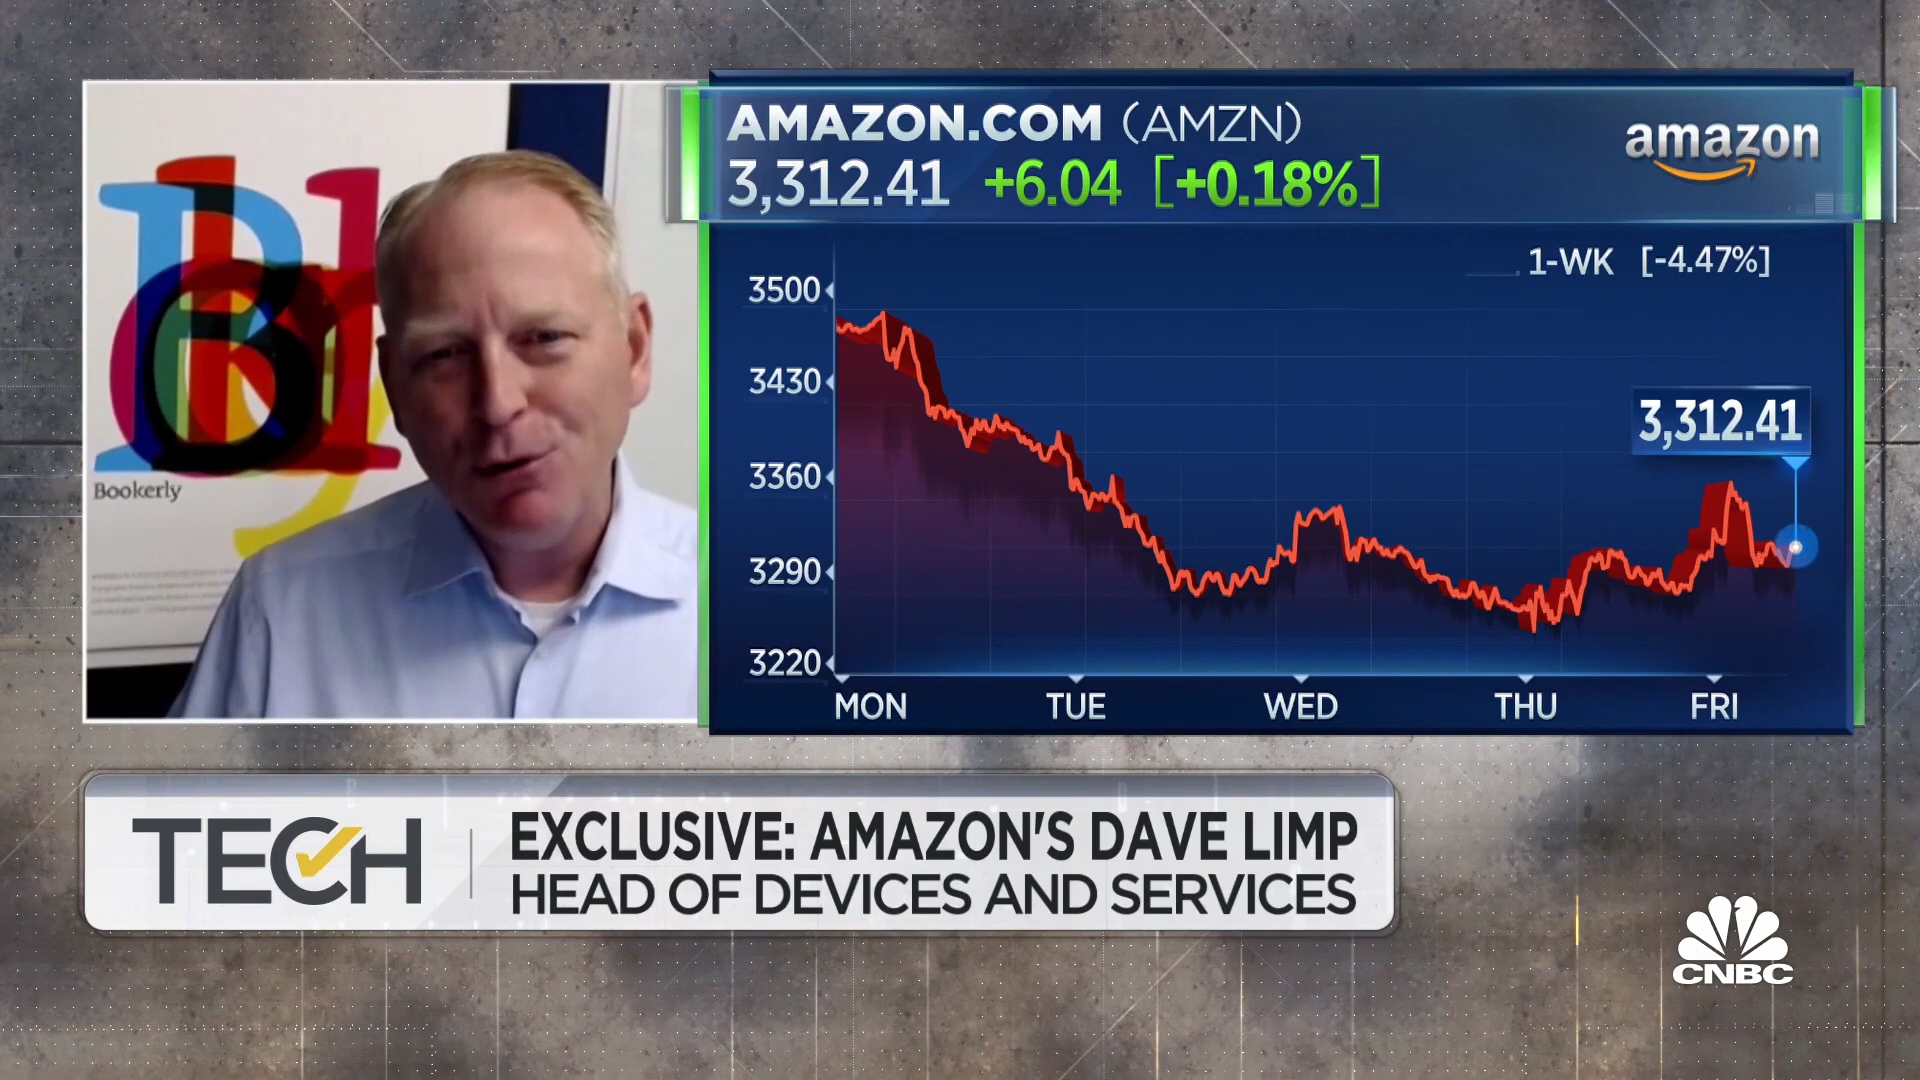 AMAZON.COM (AMZN)
3,312.41 +6.04 [+0.18%]
amazon
1-WK [-4.47%]
3500
3430
3360
3290
3220
3,312.41
MON TUE WED THU FRI
Bookerly
TECH
EXCLUSIVE: AMAZON'S DAVE LIMP
HEAD OF DEVICES AND SERVICES
CNBC